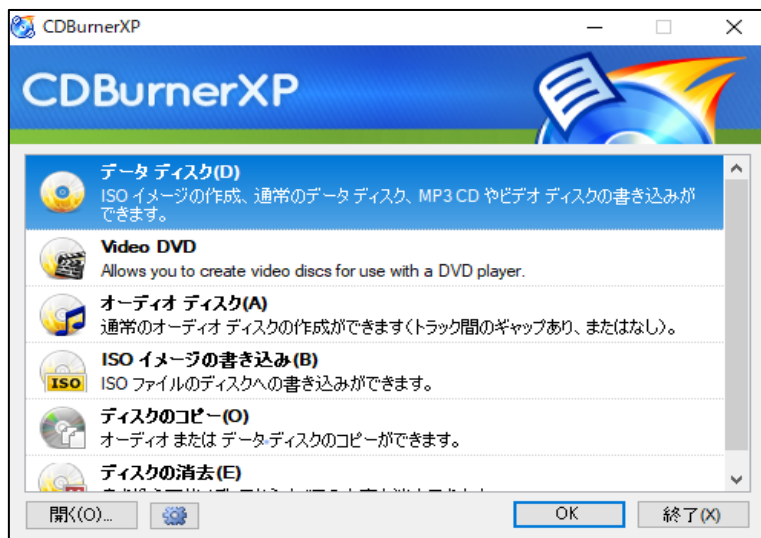 CDBurnerXP
CDBurnerXP
データ ディスク(D)
ISO イメージの作成、通常のデータ ディスク、MP3 CD やビデオ ディスクの書き込みが
できます。
Video DVD
Allows you to create video discs for use with a DVD player.
オーディオ ディスク(A)
通常のオーディオ ディスクの作成ができます(トラック間のギャップあり、またはなし)。
ISO イメージの書き込み(B)
ISO
ISO ファイルのディスクへの書き込みができます。
ディスクのコピー(O)
オーディオ または データ・ディスクのコピーができます。
ディスクの消去(E)
開く(O)...
OK
終了(X)